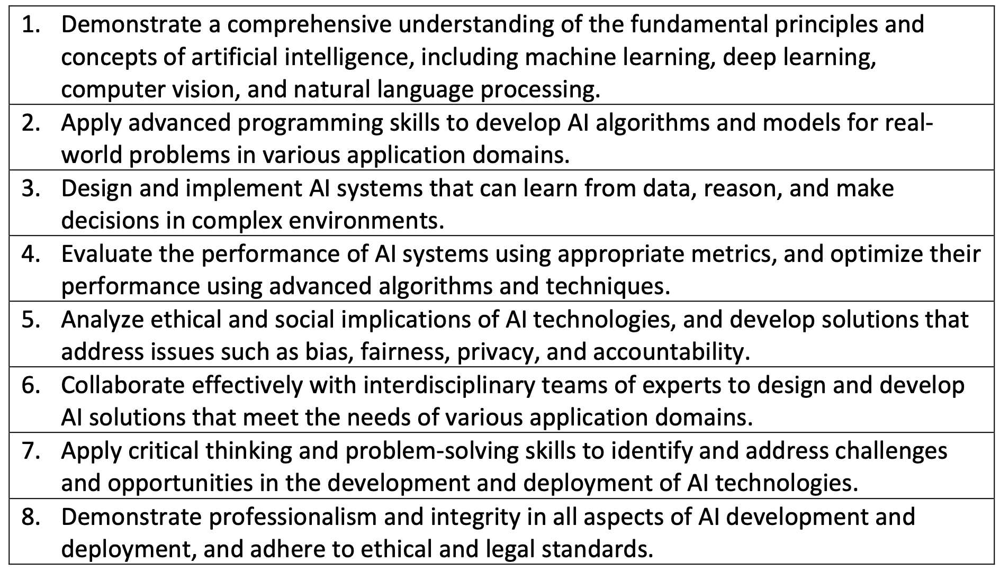 1. Demonstrate a comprehensive understanding of the fundamental principles and
concepts of artificial intelligence, including machine learning, deep learning,
computer vision, and natural language processing.
2. Apply advanced programming skills to develop AI algorithms and models for real-
world problems in various application domains.
3. Design and implement AI systems that can learn from data, reason, and make
decisions in complex environments.
4. Evaluate the performance of AI systems using appropriate metrics, and optimize their
performance using advanced algorithms and techniques.
5. Analyze ethical and social implications of AI technologies, and develop solutions that
address issues such as bias, fairness, privacy, and accountability.
6. Collaborate effectively with interdisciplinary teams of experts to design and develop
AI solutions that meet the needs of various application domains.
7. Apply critical thinking and problem-solving skills to identify and address challenges
and opportunities in the development and deployment of AI technologies.
8. Demonstrate professionalism and integrity in all aspects of AI development and
deployment, and adhere to ethical and legal standards.